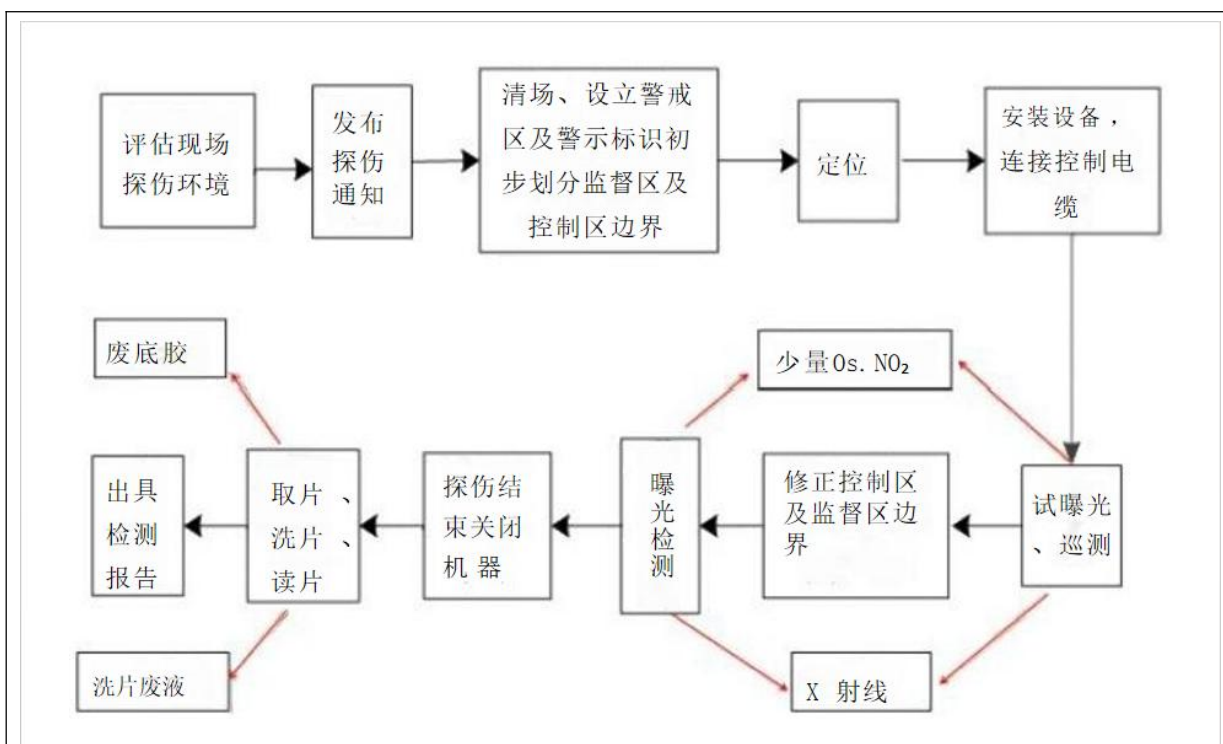 评估现场
探伤环境
发布
探伤
通知
清场、设立警戒
区及警示标识初
步划分监督区及
控制区边界
定位
安装设备，
连接控制电
缆
废底胶
少量Os.NO₂
出具
检测
报告
取片、
洗片、
读片
探伤结
束关闭
机器
曝光检测
修正控制区
及监督区边
界
试曝光
、巡测
洗片废液
X 射线